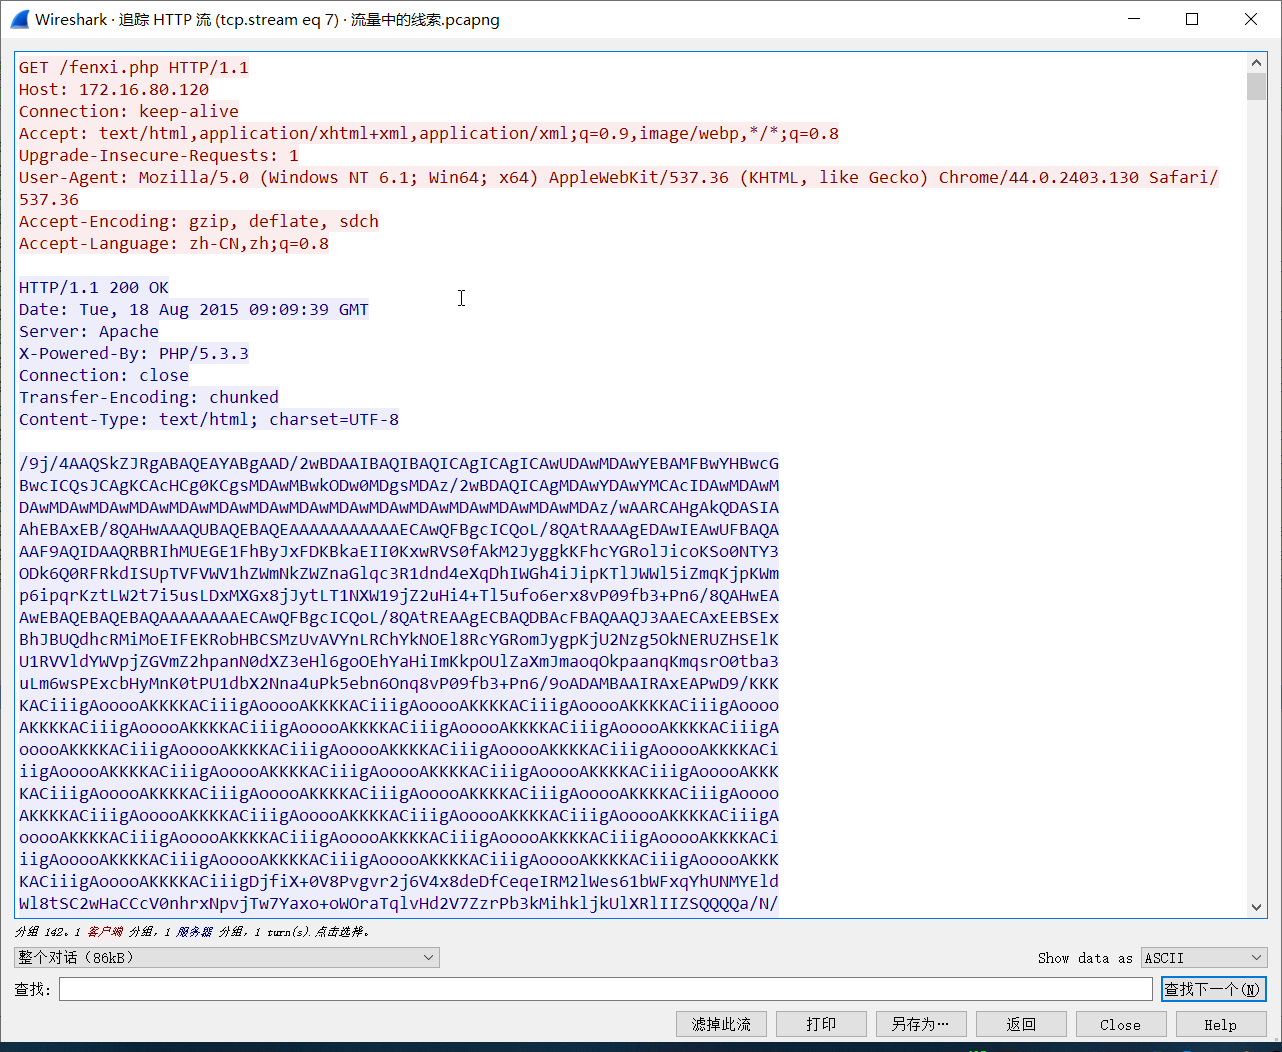 Wireshark · 追踪 HTTP 流 (tcp.stream eq 7) · 流量中的线索.pcapng
GET /fenxi.php HTTP/1.1
Host: 172.16.80.120
Connection: keep-alive
Accept: text/html,application/xhtml+xml,application/xml;q=0.9,image/webp,*/*;q=0.8
Upgrade-Insecure-Requests: 1
User-Agent: Mozilla/5.0 (Windows NT 6.1; Win64; x64) AppleWebKit/537.36 (KHTML, like Gecko) Chrome/44.0.2403.130 Safari/
537.36
Accept-Encoding: gzip, deflate, sdch
Accept-Language: zh-CN,zh;q=0.8
HTTP/1.1 200 OK
Date: Tue, 18 Aug 2015 09:09:39 GMT
Server: Apache
X-Powered-By: PHP/5.3.3
Connection: close
Transfer-Encoding: chunked
Content-Type: text/html; charset=UTF-8
/9j/4AAQSkZJRgABAQEAYABgAAD/2wBDAAIBAQIBAQICAgICAgICAwUDAwMDAwYEBAMFBwYHBwcG
BwcICQsJCAgKCAcHCg0KCgsMDAwMBwkODw0MDgsMDAz/2wBDAQICAgMDAwYDAwYMCAcIDAwMDAwM
DAwMDAwMDAwMDAwMDAwMDAwMDAwMDAwMDAwMDAwMDAwMDAwMDAwMDAwMDAz/wAARCAHgAkQDASIA
AhEBAxEB/8QAHwAAAQUBAQEBAQEAAAAAAAAAAAECAwQFBgcICQoL/8QAtRAAAgEDAwIEAwUFBAQA
AAF9AQIDAAQRBRIhMUEGE1FhByJxFDKBkaEII0KxwRVS0fAkM2JyggkKFhcYGRolJicoKSo0NTY3
ODk6Q0RFRkdISUpTVFVWV1hZWmNkZWZnaGlqc3R1dnd4eXqDhIWGh4iJipKTlJWWl5iZmqKjpKWm
p6ipqrKztLW2t7i5usLDxMXGx8jJytLT1NXW19jZ2uHi4+Tl5ufo6erx8vP09fb3+Pn6/8QAHwEA
AwEBAQEBAQEBAQAAAAAAAAECAwQFBgcICQoL/8QAtREAAgECBAQDBAcFBAQAAQJ3AAECAxEEBSEx
BhJBUQdhcRMiMoEIFEKRobHBCSMzUvAVYnLRChYkNOEl8RcYGRomJygpKjU2Nzg5OkNERUZHSElK
U1RVVldYWVpjZGVmZ2hpanN0dXZ3eHl6goOEhYaHiImKkpOUlZaXmJmaoqOkpaanqKmqsrO0tba3
uLm6wsPExcbHyMnK0tPU1dbX2Nna4uPk5ebn6Onq8vP09fb3+Pn6/9oADAMBAAIRAxEAPwD9/KKK
KACiiigAooooAKKKKACiiigAooooAKKKKACiiigAooooAKKKKACiiigAooooAKKKKACiiigAoooo
AKKKKACiiigAooooAKKKKACiiigAooooAKKKKACiiigAooooAKKKKACiiigAooooAKKKKACiiigA
ooooAKKKKACiiigAooooAKKKKACiiigAooooAKKKKACiiigAooooAKKKKACiiigAooooAKKKKACi
iigAooooAKKKKACiiigAooooAKKKKACiiigAooooAKKKKACiiigAooooAKKKKACiiigAooooAKKK
KACiiigAooooAKKKKACiiigAooooAKKKKACiiigAooooAKKKKACiiigAooooAKKKKACiiigAoooo
AKKKKACiiigAooooAKKKKACiiigAooooAKKKKACiiigAooooAKKKKACiiigAooooAKKKKACiiigA
ooooAKKKKACiiigAooooAKKKKACiiigAooooAKKKKACiiigAooooAKKKKACiiigAooooAKKKKACi
iigAooooAKKKKACiiigAooooAKKKKACiiigAooooAKKKKACiiigAooooAKKKKACiiigAooooAKKK
KACiiigAooooAKKKKACiiigDjfiX+0V8Pvgvr2j6V4x8deDfCeqeIRM2lWes61bWFxqYhUNMYEld
Wl8tSC2wHaCCcV0nhrxNpvjTw7Yaxo+oWOraTqlvHd2V7ZzrPb3kMihkljkUlXRlIIZSQQQQa/N/
分组 142。1 客户端 分组，1 服务器 分组，1 turn(s).点击选择。
整个对话（86kB）
Show data as ASCII
查找:
查找下一个(N)
滤掉此流
打印
另存为…
返回
Close
Help